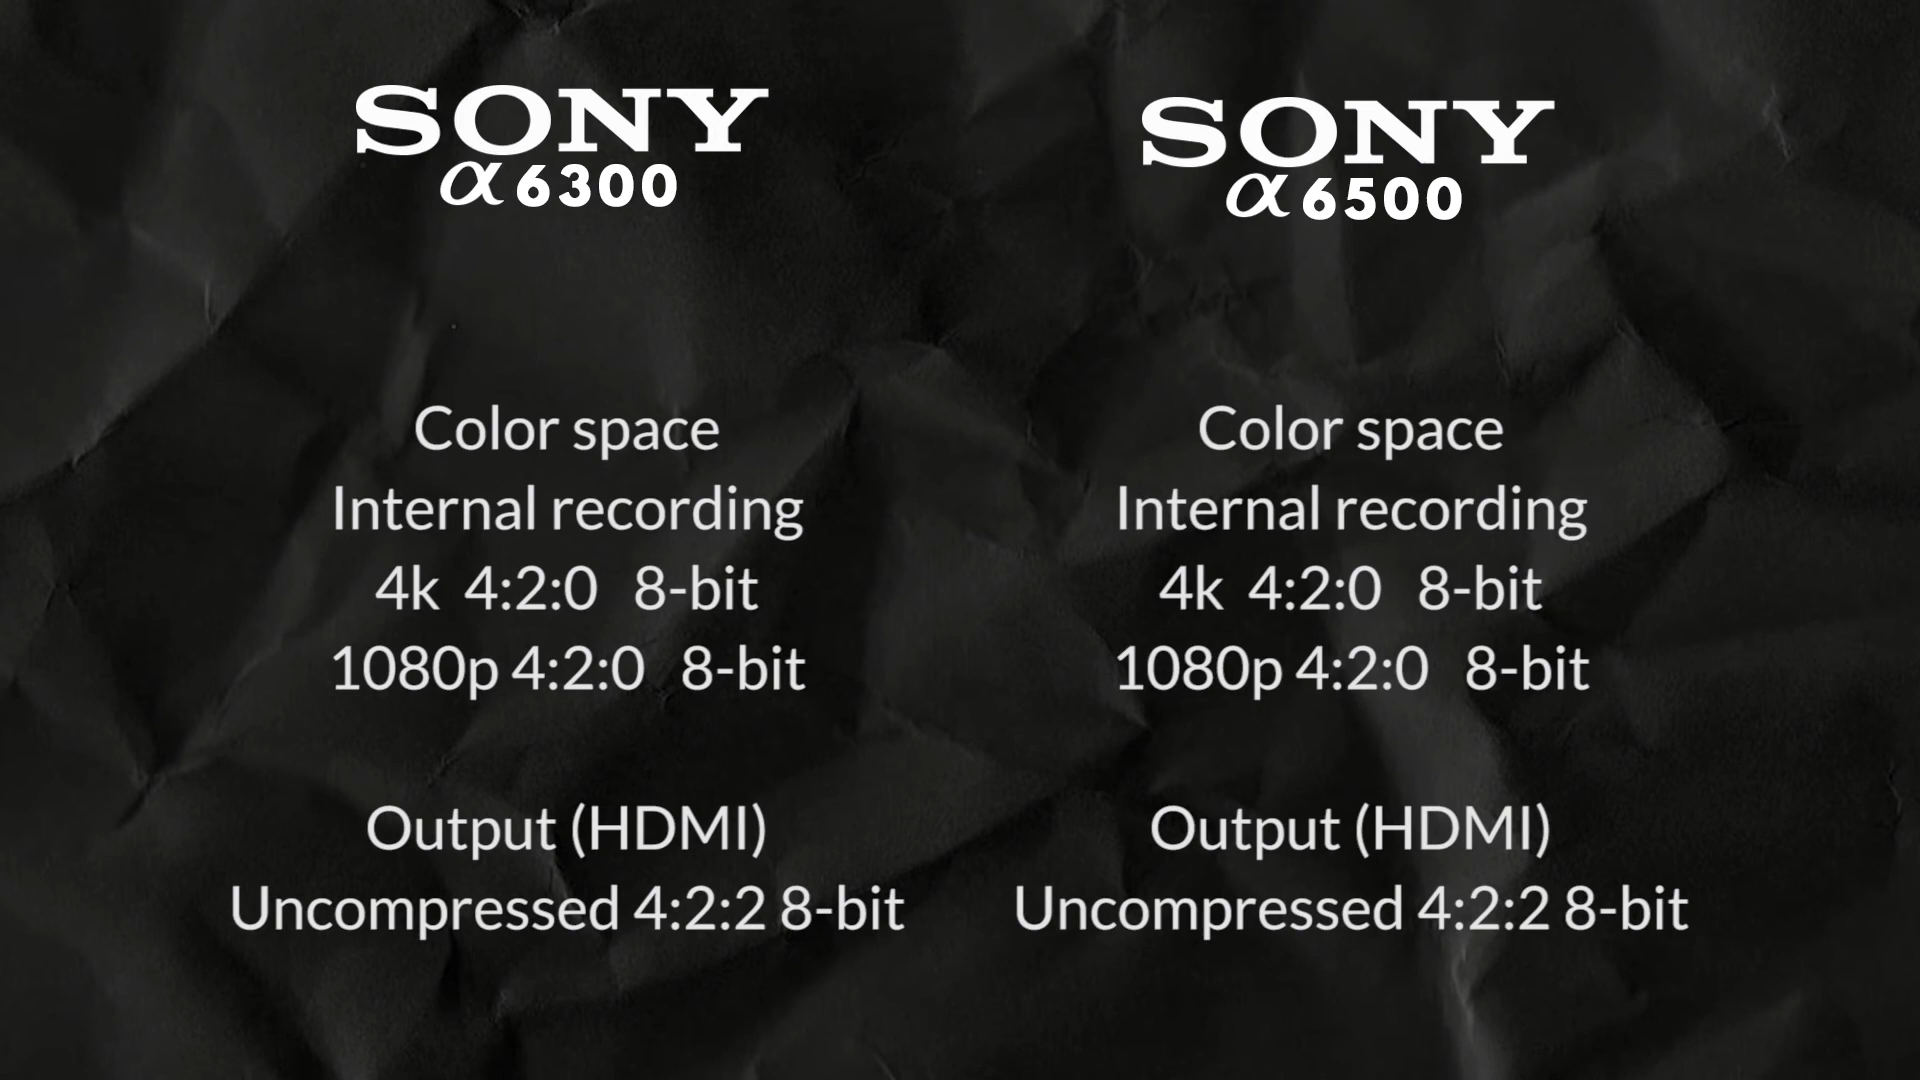 SONY
α6300
Color space
Internal recording
4k 4:2:0 8-bit
1080p 4:2:0 8-bit
Output (HDMI)
Uncompressed 4:2:2 8-bit
SONY
α6500
Color space
Internal recording
4k 4:2:0 8-bit
1080p 4:2:0 8-bit
Output (HDMI)
Uncompressed 4:2:2 8-bit